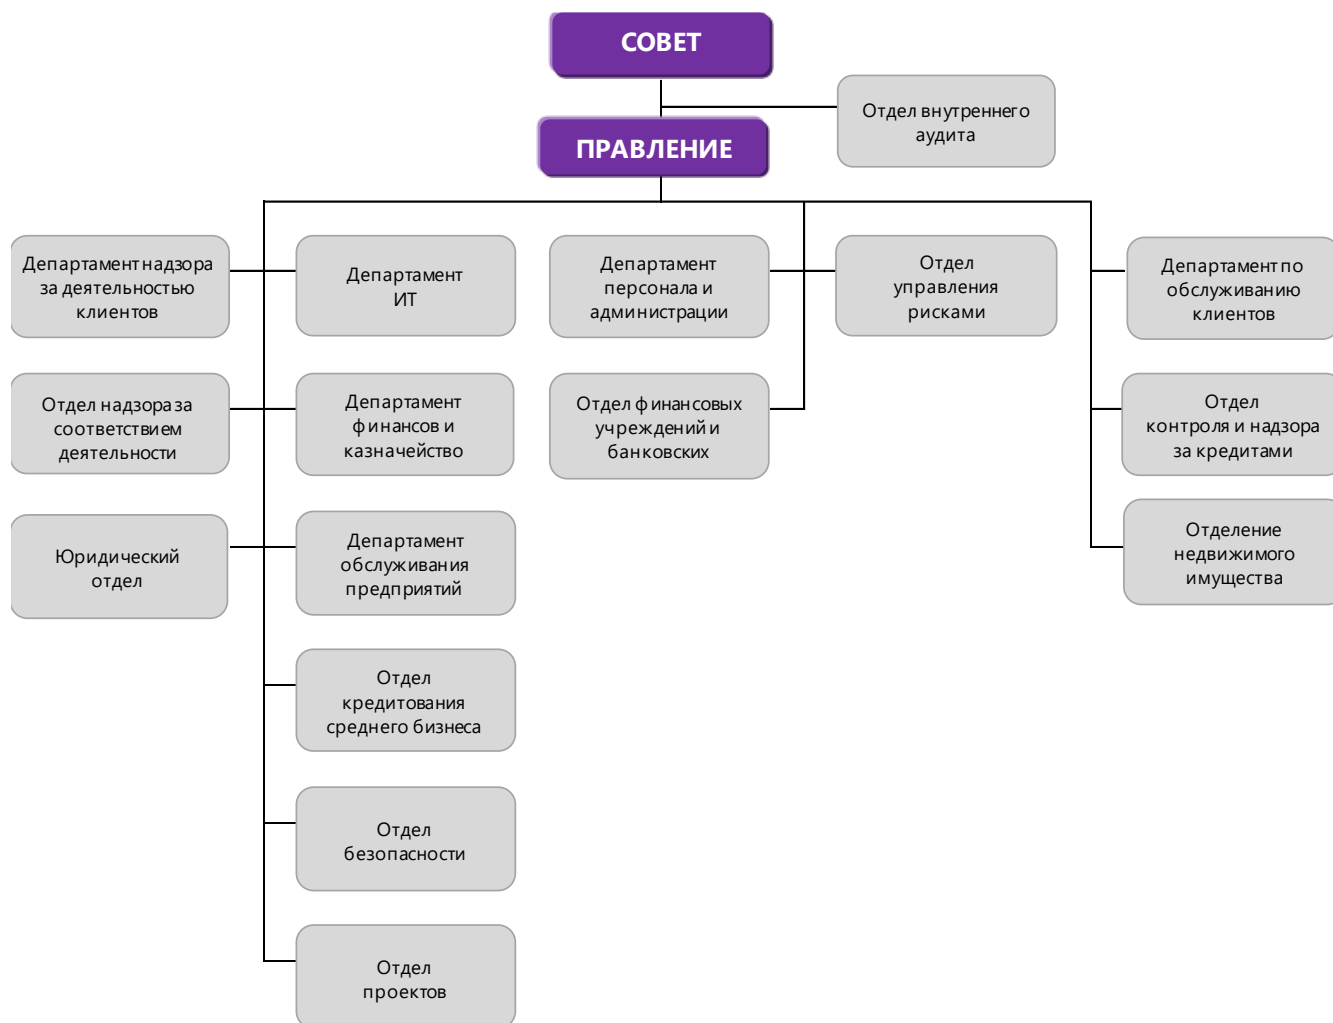 СОВЕТ
Отдел внутреннего
аудита
ПРАВЛЕНИЕ
Департамент надзора
за деятельностью
клиентов
Департамент
ИТ
Департамент
персонала и
администрации
Отдел
управления
рисками
Департамент по
обслуживанию
клиентов
Отдел надзора за
соответствием
деятельности
Департамент
финансов и
казначейство
Отдел финансовых
учреждений и
банковских
Отдел
контроля и надзора
за кредитами
Юридический
отдел
Департамент
обслуживания
предприятий
Отделение
недвижимого
имущества
Отдел
кредитования
среднего бизнеса
Отдел
безопасности
Отдел
проектов